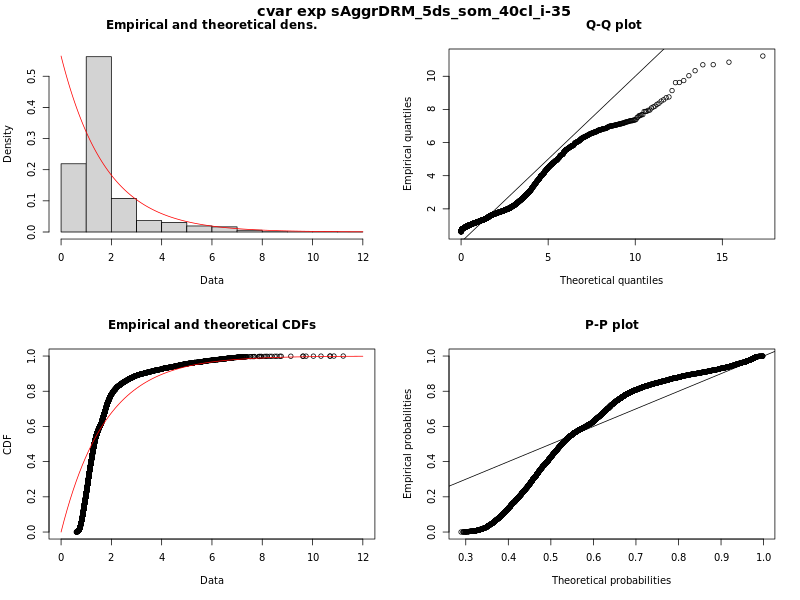 cvar exp sAggrDRM_5ds_som_40cl_i-35
Empirical and theoretical dens.
Density
0.0 0.1 0.2 0.3 0.4 0.5
0 2 4 6 8 10 12
Data
Q-Q plot
Empirical quantiles
2 4 6 8 10
0 5 10 15
Theoretical quantiles
Empirical and theoretical CDFs
CDF
0.0 0.2 0.4 0.6 0.8 1.0
0 2 4 6 8 10 12
Data
P-P plot
Empirical probabilities
0.0 0.2 0.4 0.6 0.8 1.0
0.3 0.4 0.5 0.6 0.7 0.8 0.9 1.0
Theoretical probabilities